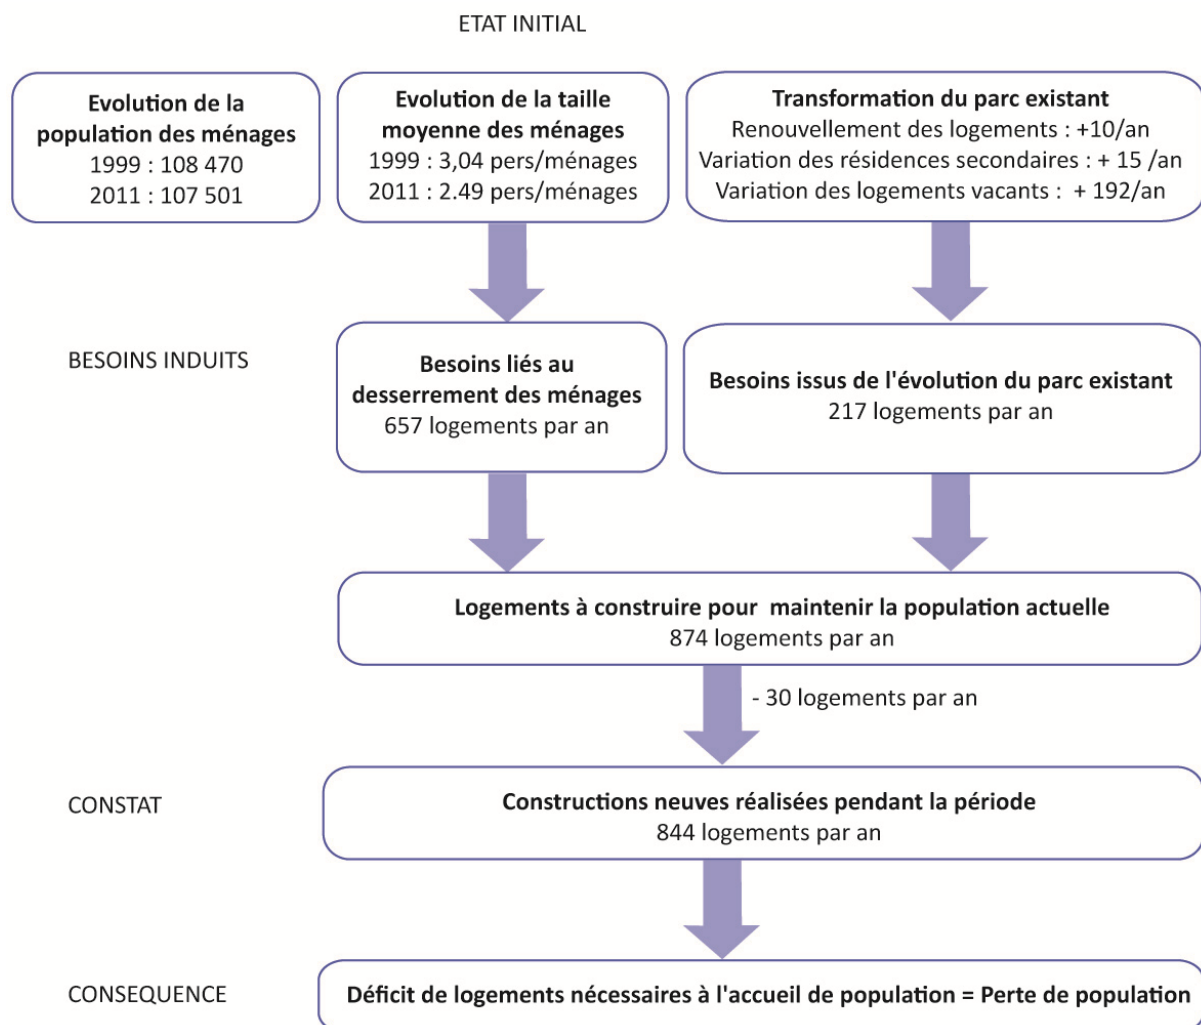 ETAT INITIAL
Evolution de la
population des ménages
1999 : 108 470
2011 : 107 501
Evolution de la taille
moyenne des ménages
1999 : 3,04 pers/ménages
2011 : 2.49 pers/ménages
Transformation du parc existant
Renouvellement des logements : +10/an
Variation des résidences secondaires : + 15 /an
Variation des logements vacants :  + 192/an
BESOINS INDUITS
Besoins liés au
desserrement des ménages
657 logements par an
Besoins issus de l'évolution du parc existant
217 logements par an
Logements à construire pour  maintenir la population actuelle
874 logements par an
- 30 logements par an
CONSTAT
Constructions neuves réalisées pendant la période
844 logements par an
CONSEQUENCE
Déficit de logements nécessaires à l'accueil de population = Perte de population